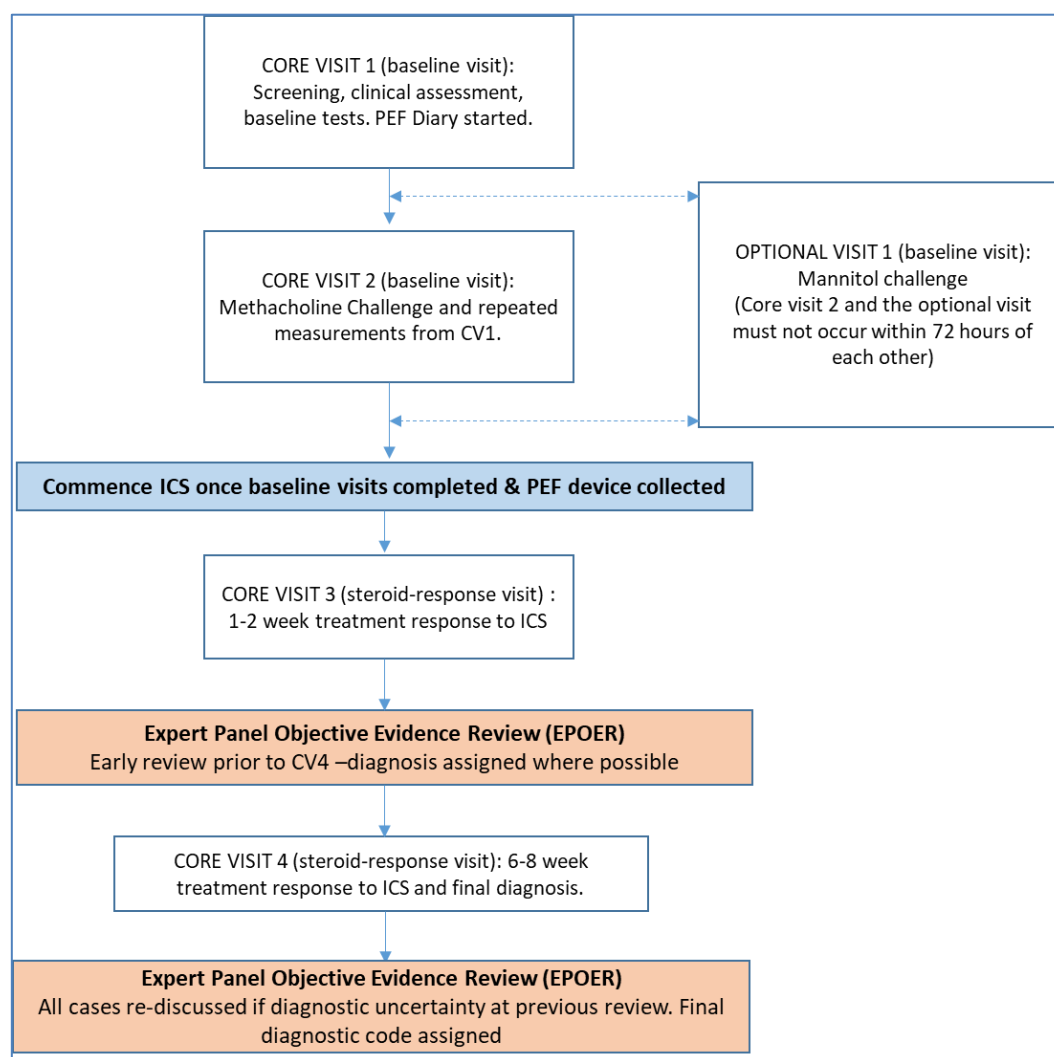 CORE VISIT 1 (baseline visit):
Screening, clinical assessment,
baseline tests. PEF Diary started.
OPTIONAL VISIT 1 (baseline visit):
Mannitol challenge
(Core visit 2 and the optional visit
must not occur within 72 hours of
each other)
CORE VISIT 2 (baseline visit):
Methacholine Challenge and repeated
measurements from CV1.
Commence ICS once baseline visits completed & PEF device collected
CORE VISIT 3 (steroid-response visit) :
1-2 week treatment response to ICS
Expert Panel Objective Evidence Review (EPOER)
Early review prior to CV4 –diagnosis assigned where possible
CORE VISIT 4 (steroid-response visit): 6-8 week
treatment response to ICS and final diagnosis.
Expert Panel Objective Evidence Review (EPOER)
All cases re-discussed if diagnostic uncertainty at previous review. Final
diagnostic code assigned